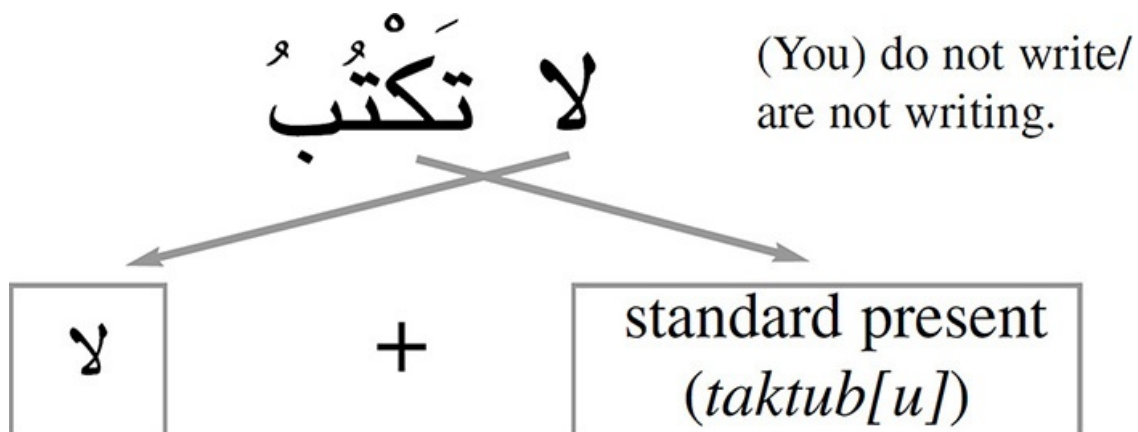 لا تَكْتُبُ
(You) do not write/
are not writing.
لا + standard present
(taktub[u])